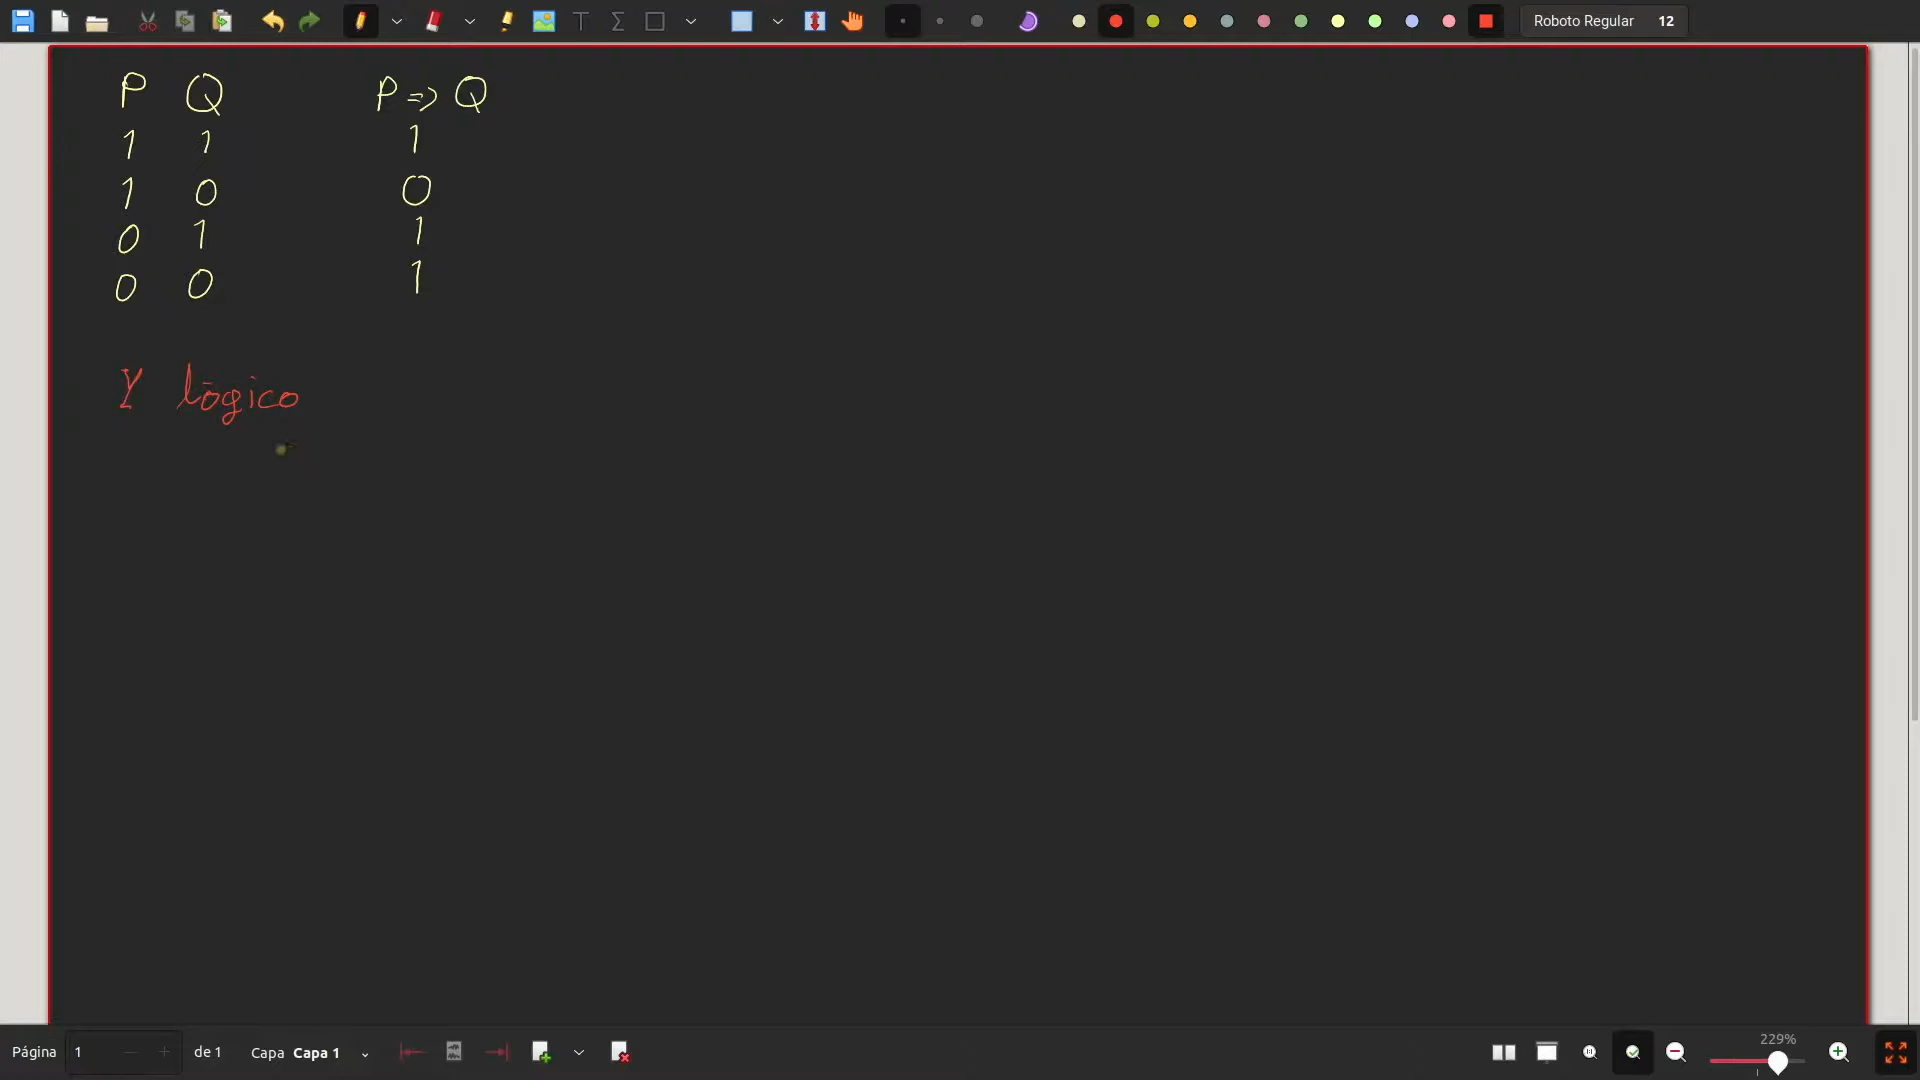 Roboto Regular 12
P Q P => Q
1 1 1
1 0 0
0 1 1
0 0 1
Y lógico
Página 1 de 1 Capa Capa 1 229%